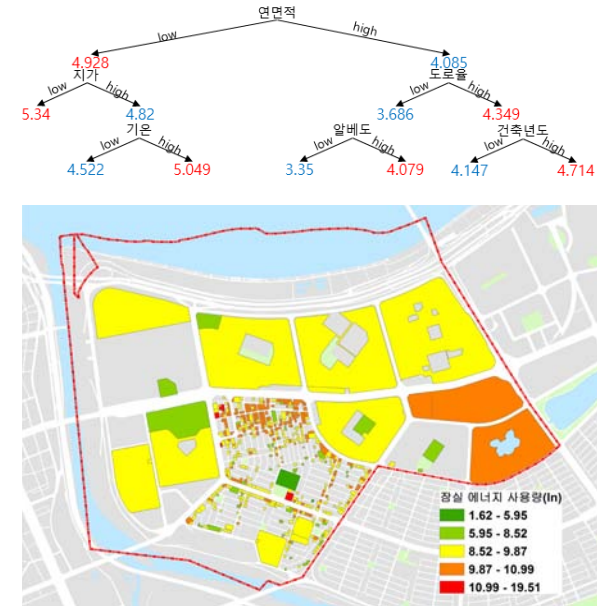 연면적
low high
4.928 4.085
지가 도로율
low high low high
5.34 4.82 3.686 4.349
기온 알베도 건축년도
low high low high low high
4.522 5.049 3.35 4.079 4.147 4.714
잠실 에너지 사용량(ln)
1.62 - 5.95
5.95 - 8.52
8.52 - 9.87
9.87 - 10.99
10.99 - 19.51